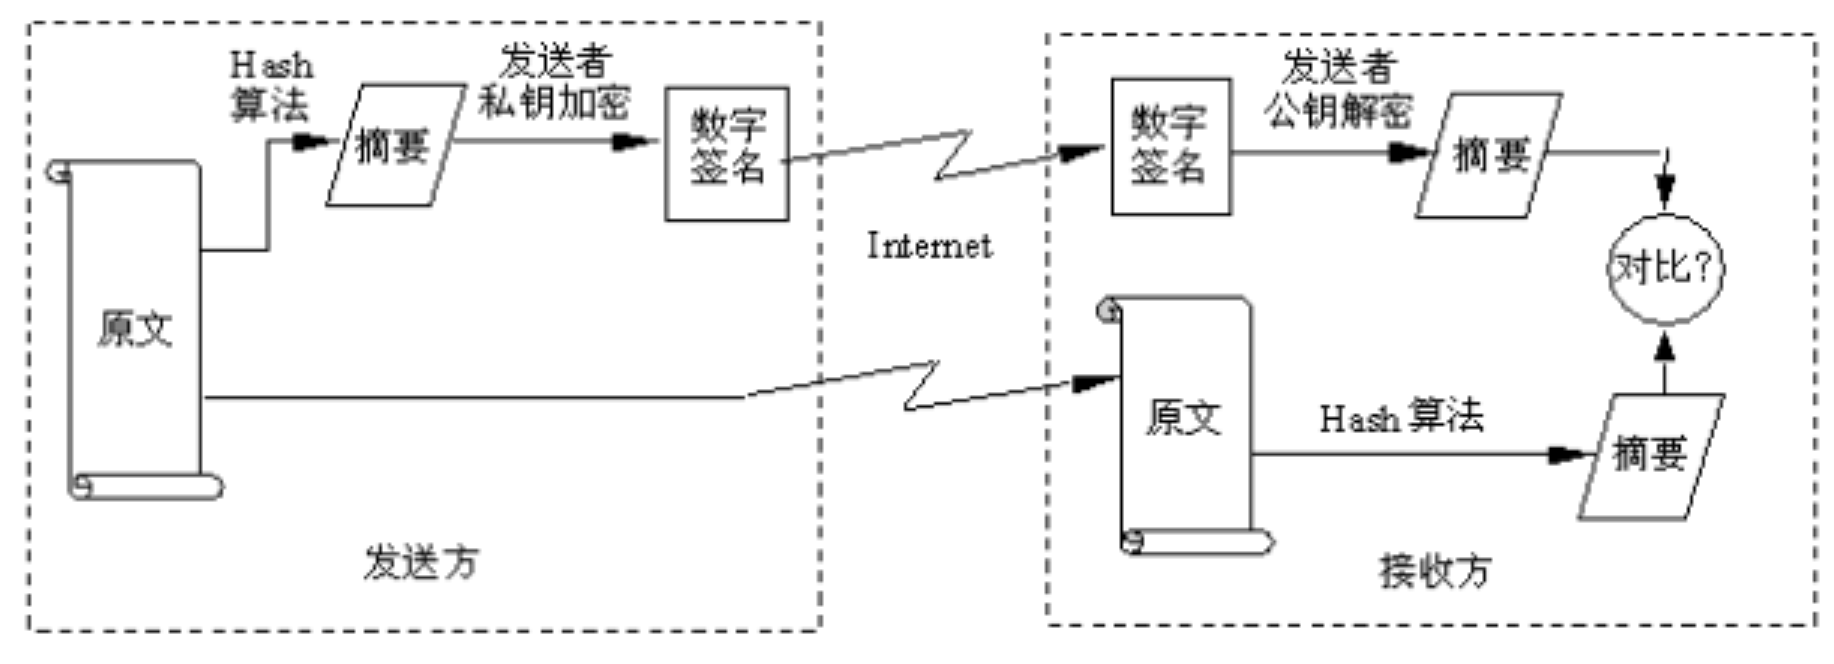 Hash
算法
摘要
发送者
私钥加密
数字
签名
原文
发送方
Internet
数字
签名
发送者
公钥解密
摘要
对比?
原文
Hash 算法
摘要
接收方